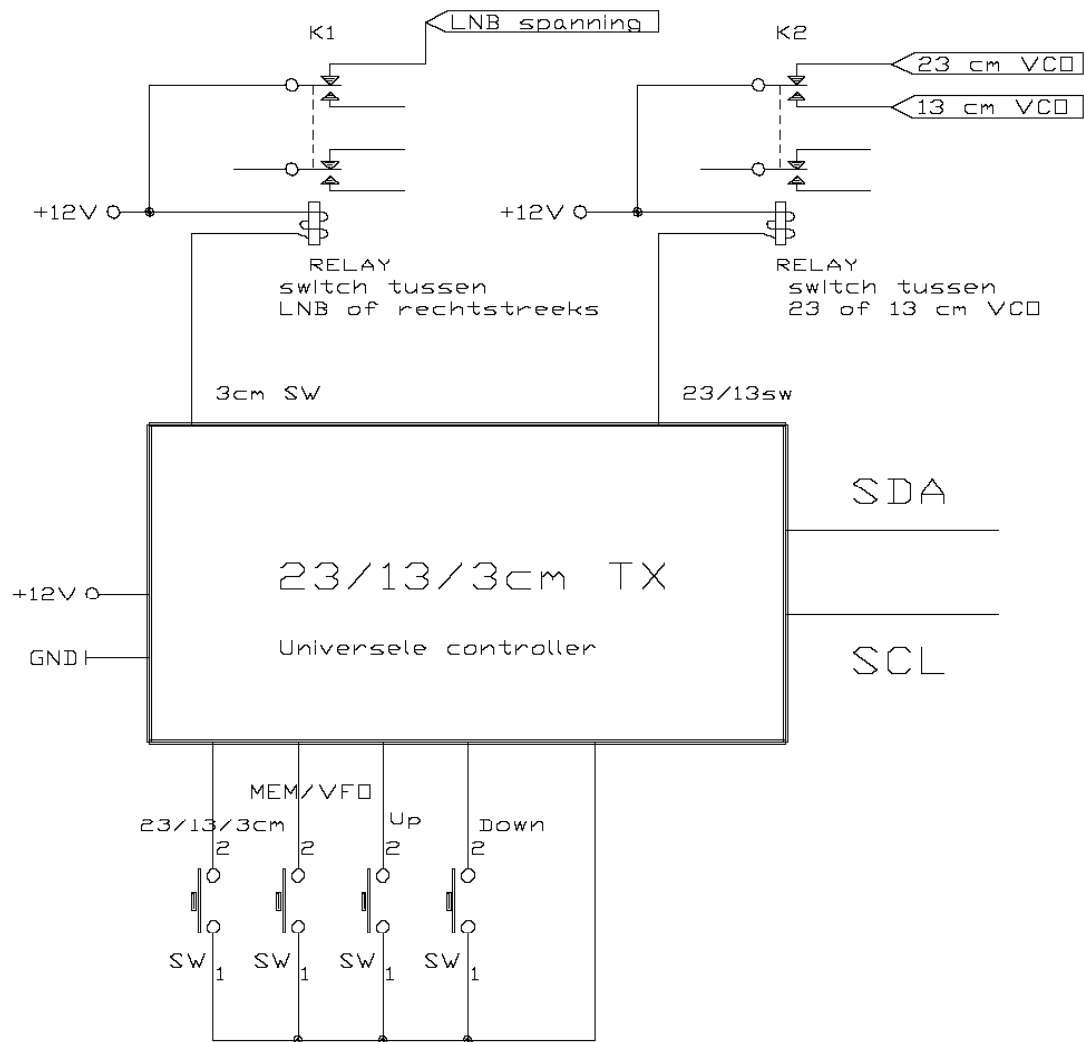 K1
LNB spanning
K2
23 cm VCO
13 cm VCO
+12V
+12V
RELAY
switch tussen
LNB of rechtstreeks
RELAY
switch tussen
23 of 13 cm VCO
3cm SW
23/13sw
SDA
23/13/3cm TX
+12V
Universele controller
GND
SCL
MEM/VFO
23/13/3cm
Up
Down
2
2
2
2
SW
SW
SW
SW
1
1
1
1